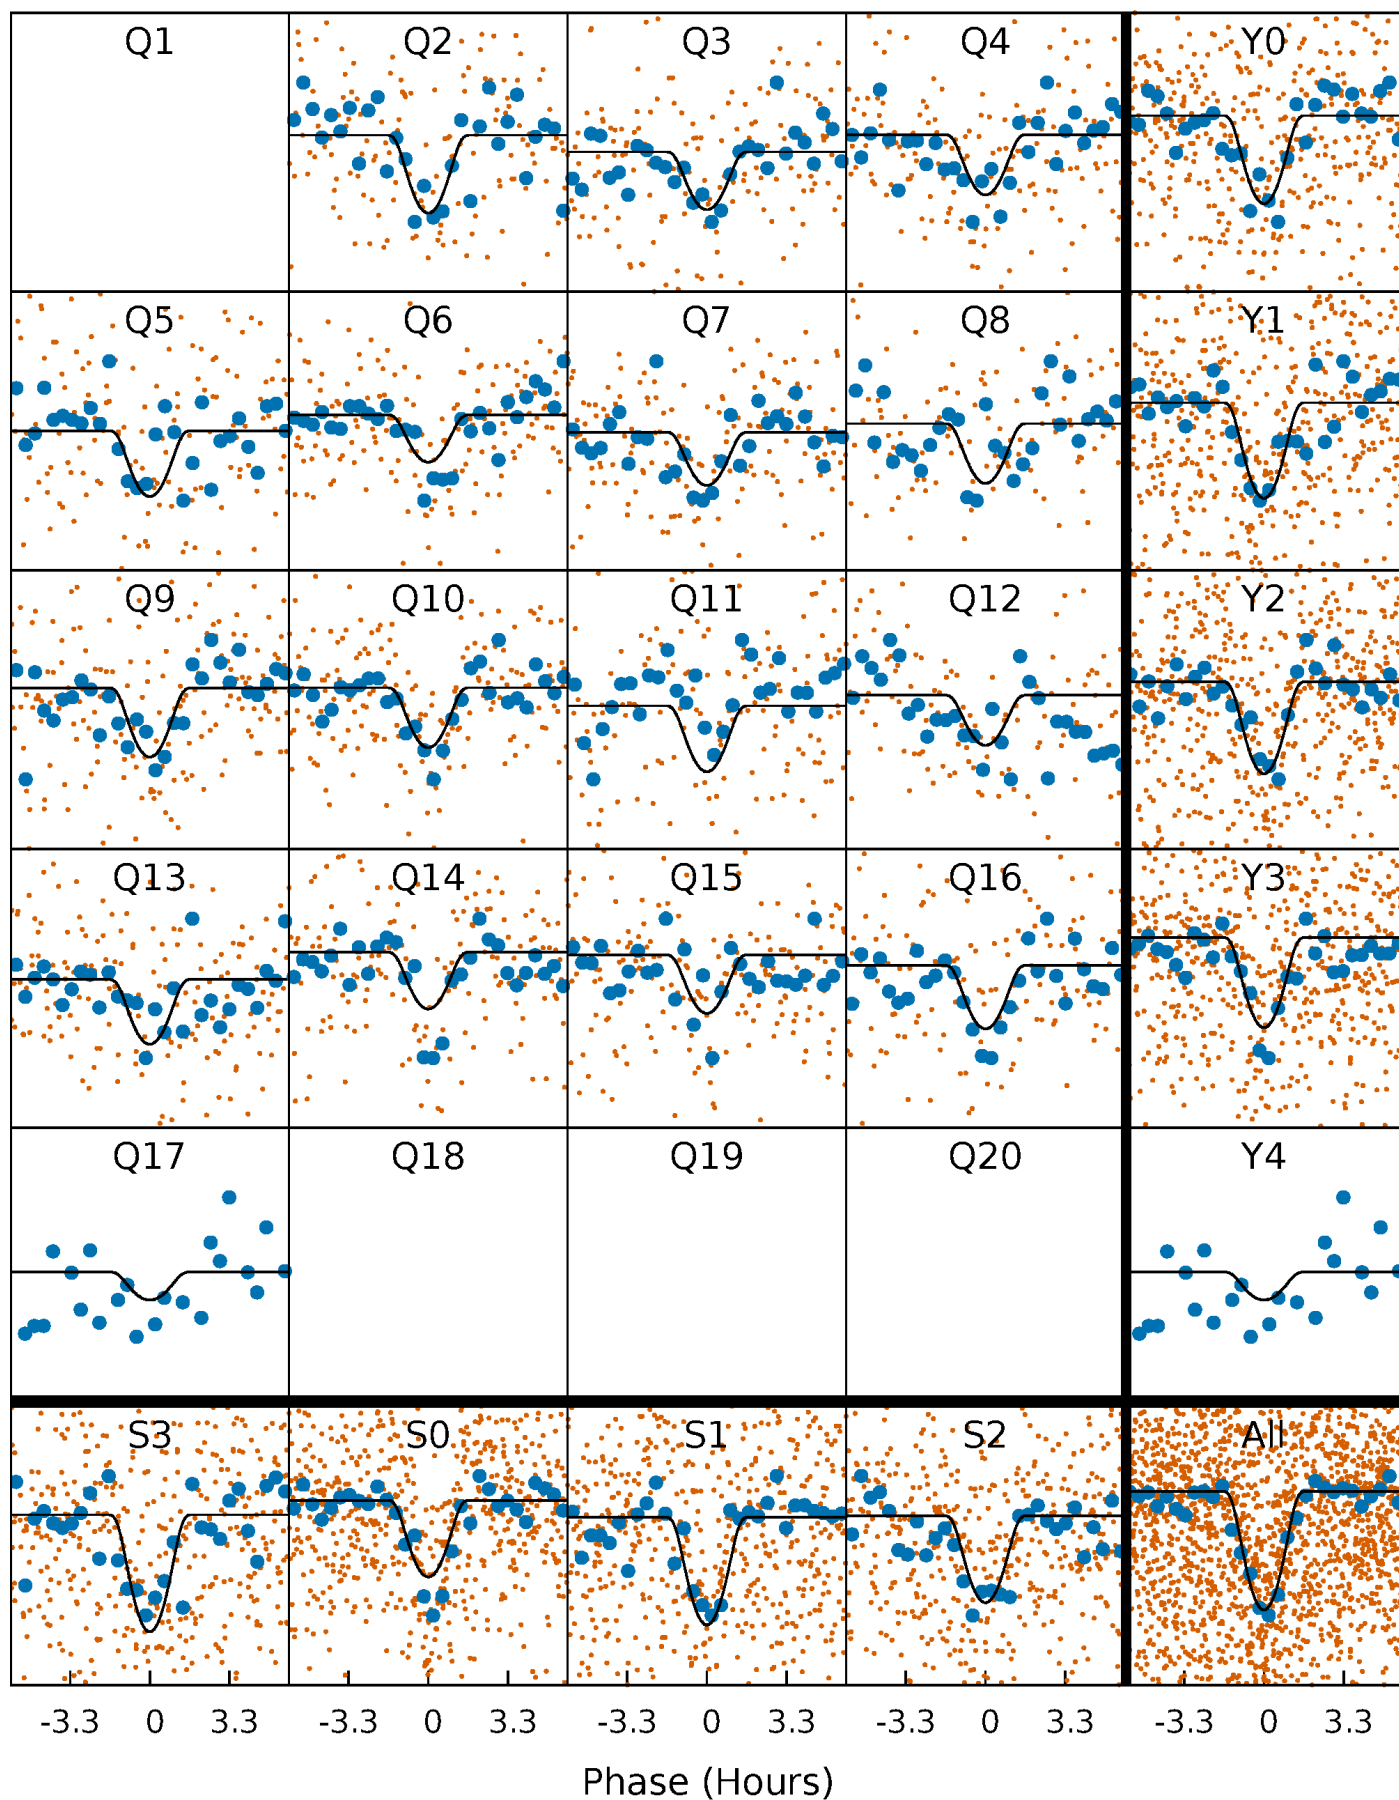 Q1 Q2 Q3 Q4 Y0
Q5 Q6 Q7 Q8 Y1
Q9 Q10 Q11 Q12 Y2
Q13 Q14 Q15 Q16 Y3
Q17 Q18 Q19 Q20 Y4
S3 S0 S1 S2 All
-3.3 0 3.3 -3.3 0 3.3 -3.3 0 3.3 -3.3 0 3.3 -3.3 0 3.3
Phase (Hours)